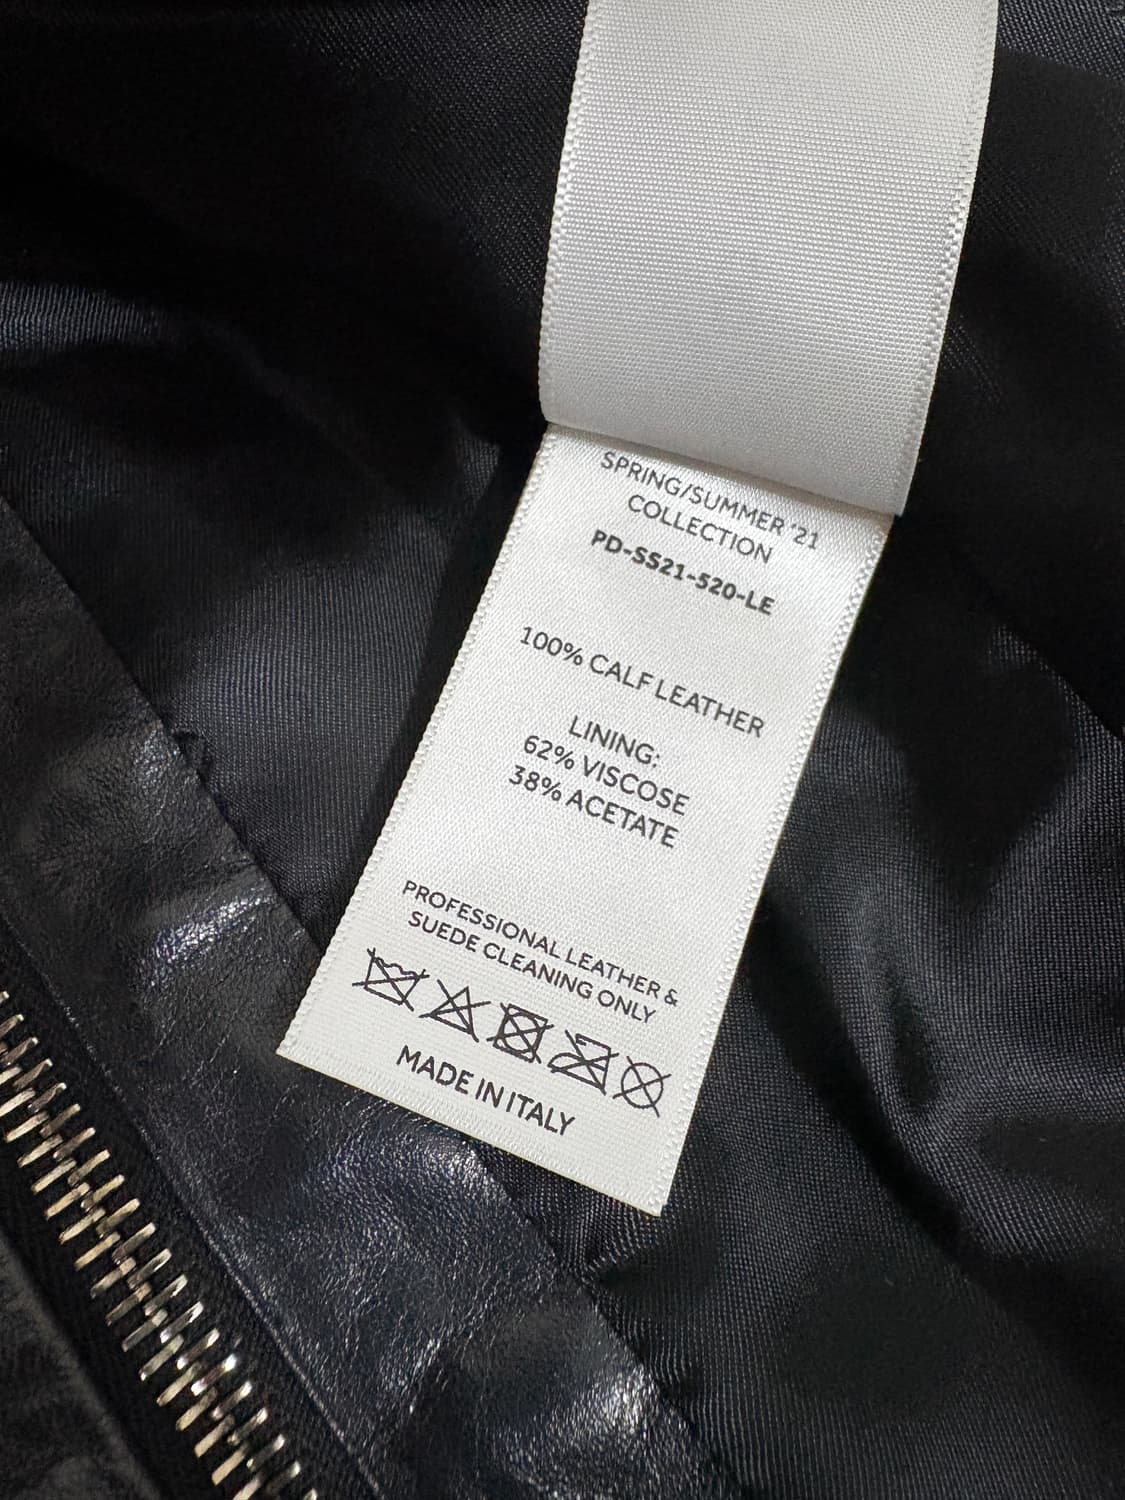 SPRING/SUMMER '21
COLLECTION
PD-SS21-520-LE
100% CALF LEATHER
LINING:
62% VISCOSE
38% ACETATE
PROFESSIONAL LEATHER &
SUEDE CLEANING ONLY
MADE IN ITALY